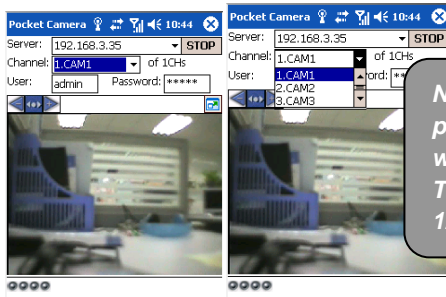 Pocket Camera 10:44
Server: 192.168.3.35 STOP
Channel: 1.CAM1 of 1CHs
User: admin Password: *****
Pocket Camera 10:44
Server: 192.168.3.35 STOP
Channel: 1.CAM1 of 1CHs
User: 1.CAM1 ord: **
2.CAM2
3.CAM3